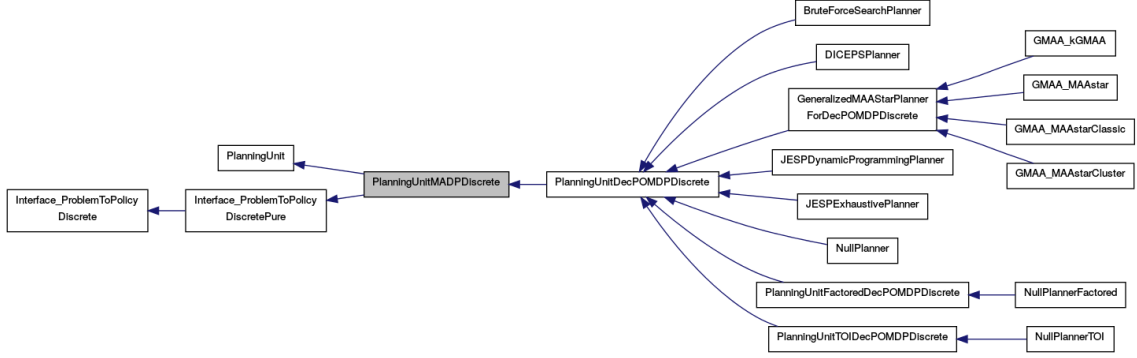 BruteForceSearchPlanner
DICEPSPlanner
GMAA_kGMAA
GMAA_MAAstar
GeneralizedMAAStarPlanner
ForDecPOMDPDiscrete
GMAA_MAAstarClassic
GMAA_MAAstarCluster
PlanningUnit
JESPDynamicProgrammingPlanner
PlanningUnitMADPDiscrete
PlanningUnitDecPOMDPDiscrete
Interface_ProblemToPolicy
Discrete
Interface_ProblemToPolicy
DiscretePure
JESPExhaustivePlanner
NullPlanner
PlanningUnitFactoredDecPOMDPDiscrete
NullPlannerFactored
PlanningUnitTOIDecPOMDPDiscrete
NullPlannerTOI